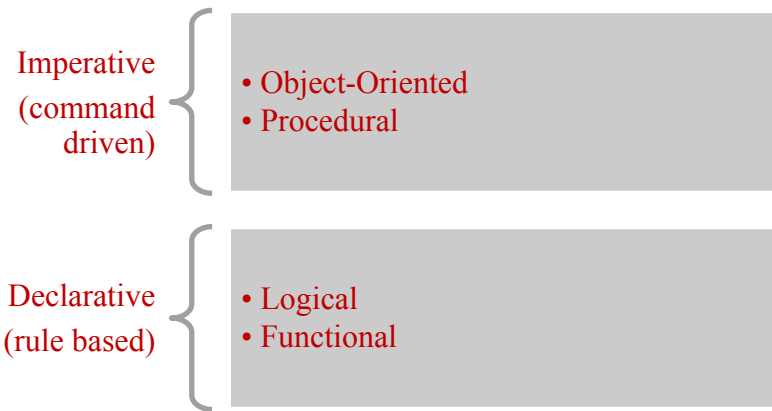 Imperative
(command
driven)
• Object-Oriented
• Procedural
Declarative
(rule based)
• Logical
• Functional